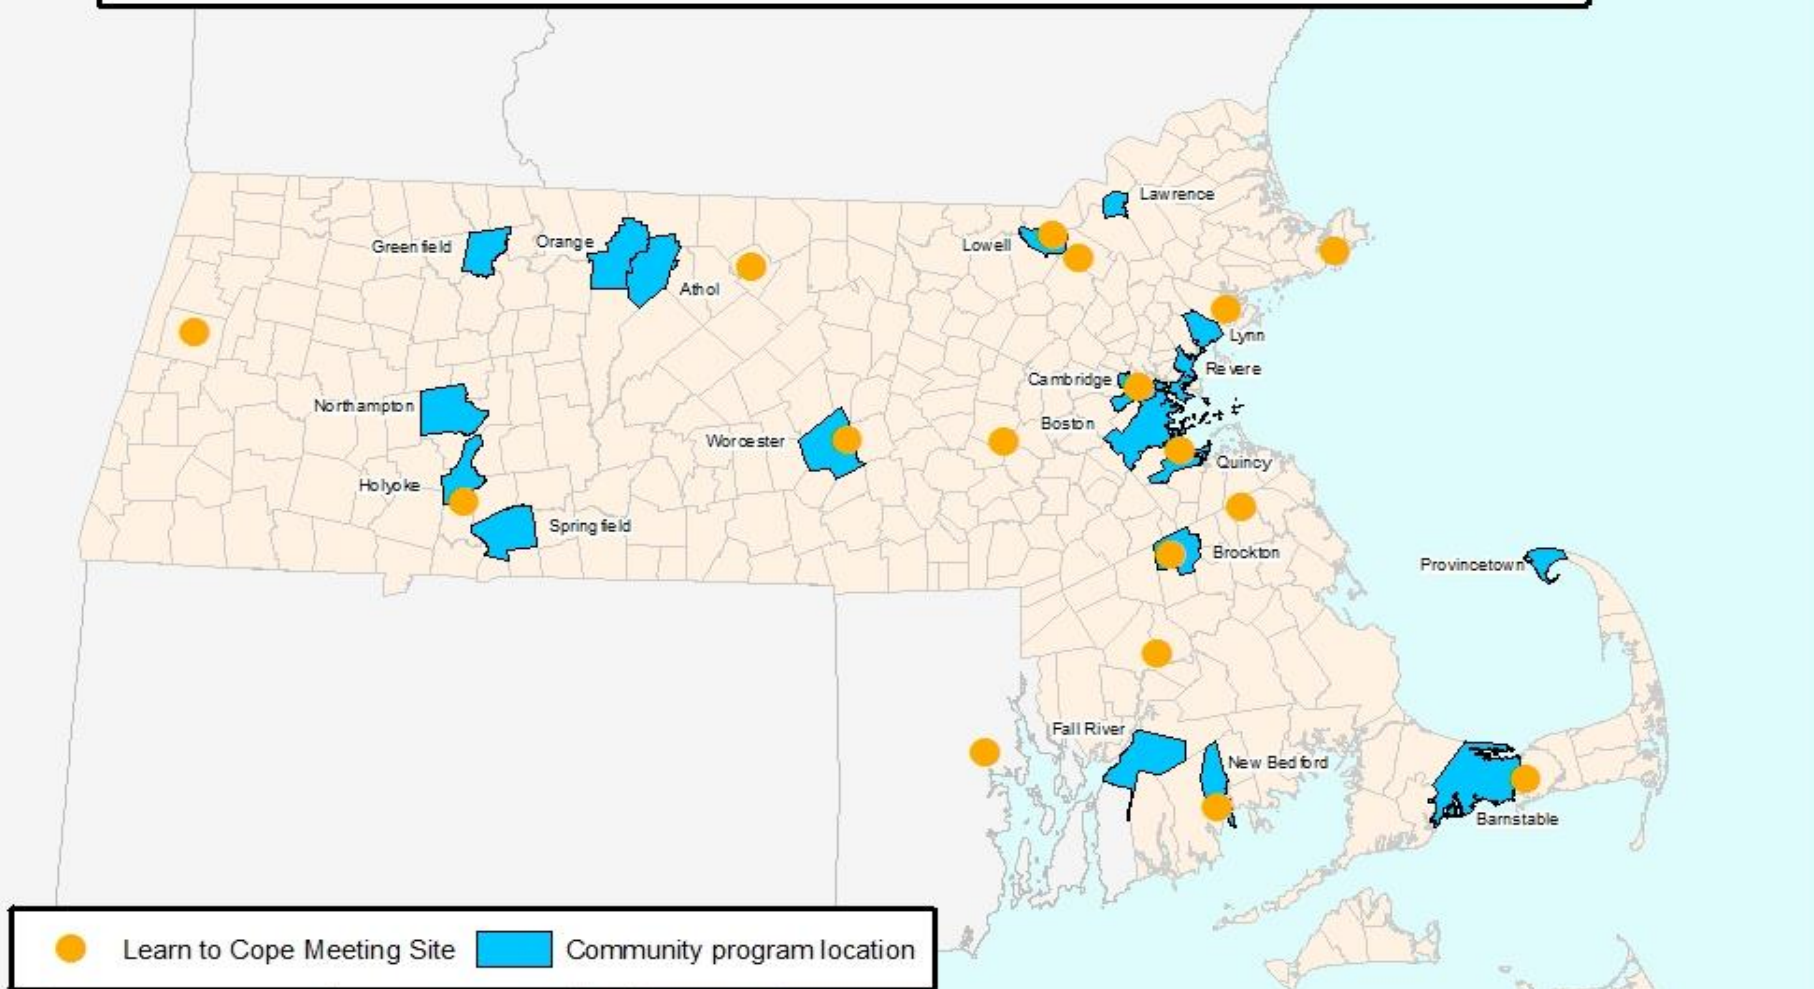 Lawrence
Greenfield
Orange
Lowell
Athol
Lynn
Revere
Cambridge
Northampton
Boston
Worcester
Quincy
Holyoke
Springfield
Brockton
Provincetown
Fall River
New Bedford
Barnstable
Learn to Cope Meeting Site
Community program location